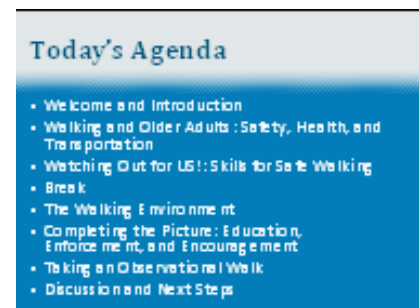 Today's Agenda
• Welcome and Introduction
• Walking and Older Adults: Safety, Health, and
Transportation
• Watching Out for US!: Skills for Safe Walking
• Break
• The Walking Environment
• Completing the Picture: Education,
Enforcement, and Encouragement
• Taking an Observational Walk
• Discussion and Next Steps